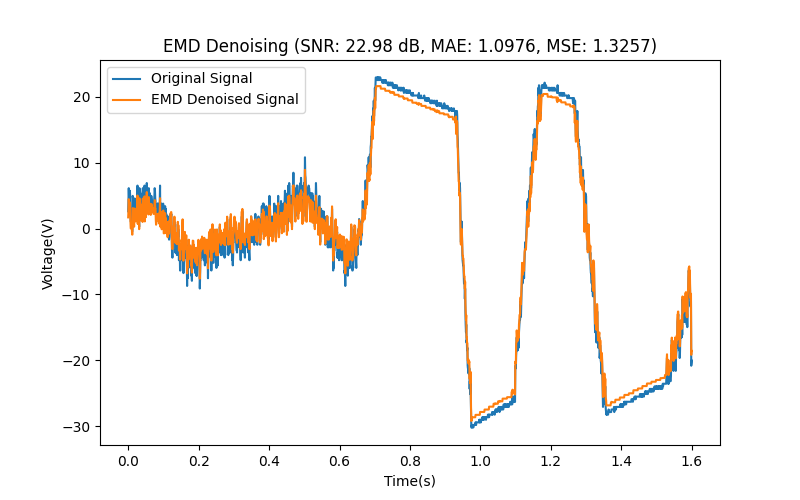 EMD Denoising (SNR: 22.98 dB, MAE: 1.0976, MSE: 1.3257)
Original Signal
EMD Denoised Signal
Voltage(V)
20
10
0
−10
−20
−30
0.0 0.2 0.4 0.6 0.8 1.0 1.2 1.4 1.6
Time(s)